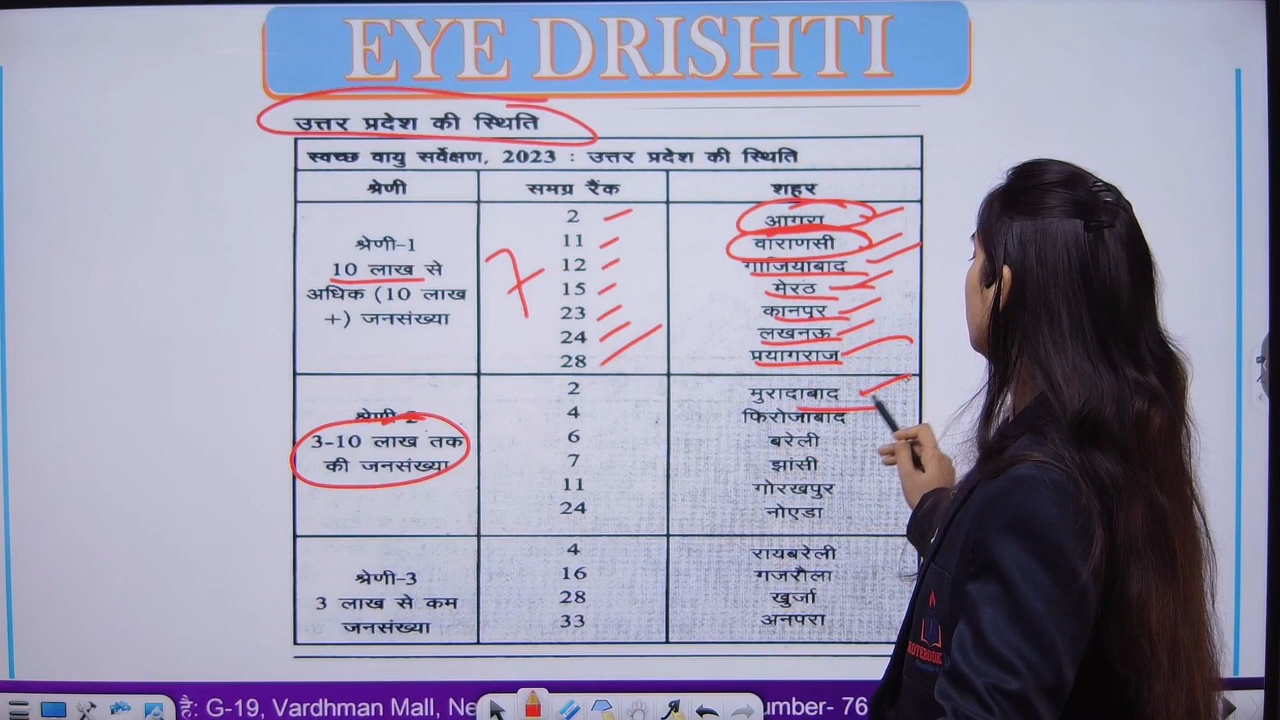 EYE DRISHTI
उत्तर प्रदेश की स्थिति
स्वच्छ वायु सर्वेक्षण, 2023 : उत्तर प्रदेश की स्थिति
श्रेणी समग्र रैंक शहर
श्रेणी-1
10 लाख से
अधिक (10 लाख
+) जनसंख्या
2 आगरा
11 वाराणसी
12 गाजियाबाद
15 मेरठ
23 कानपुर
24 लखनऊ
28 प्रयागराज
7
श्रेणी-2
3-10 लाख तक
की जनसंख्या
2 मुरादाबाद
4 फिरोजाबाद
6 बरेली
7 झांसी
11 गोरखपुर
24 नोएडा
श्रेणी-3
3 लाख से कम
जनसंख्या
4 रायबरेली
16 गजरौला
28 खुर्जा
33 अनपरा
NOTEBOOK
है: G-19, Vardhman Mall, Ne umber- 76